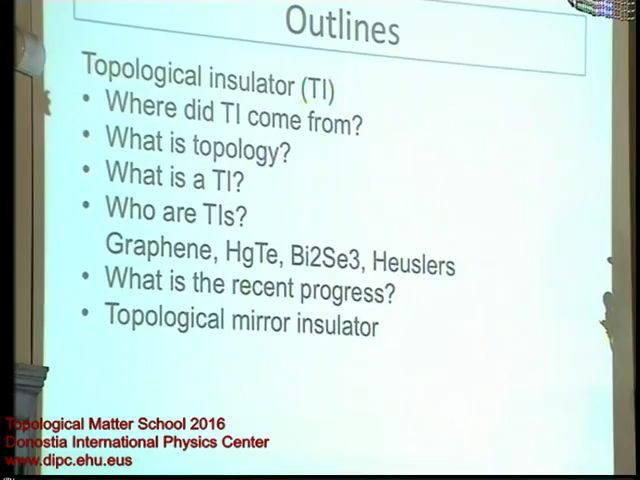 Outlines
Topological insulator (TI)
• Where did TI come from?
• What is topology?
• What is a TI?
• Who are TIs?
Graphene, HgTe, Bi2Se3, Heuslers
• What is the recent progress?
• Topological mirror insulator
Topological Matter School 2016
Donostia International Physics Center
www.dipc.ehu.eus